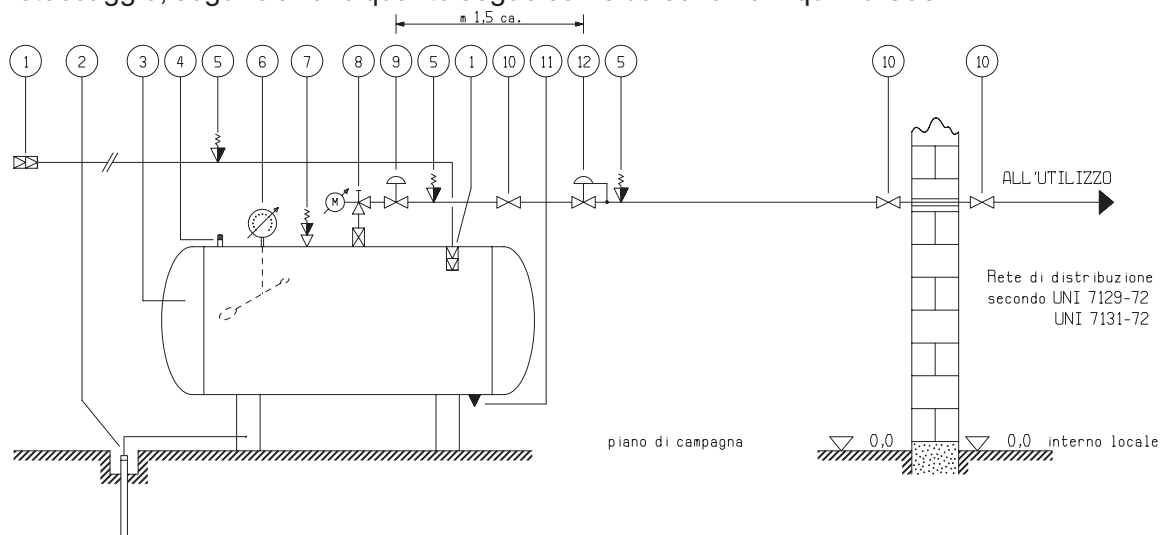 m 1,5 ca.
1 2 3 4 5 6 7 8 9 5 1 10 11 12 5 10 10
M
ALL'UTILIZZO
Rete di distribuzione
secondo UNI 7129-72
UNI 7131-72
piano di campagna 0,0 0,0 interno locale